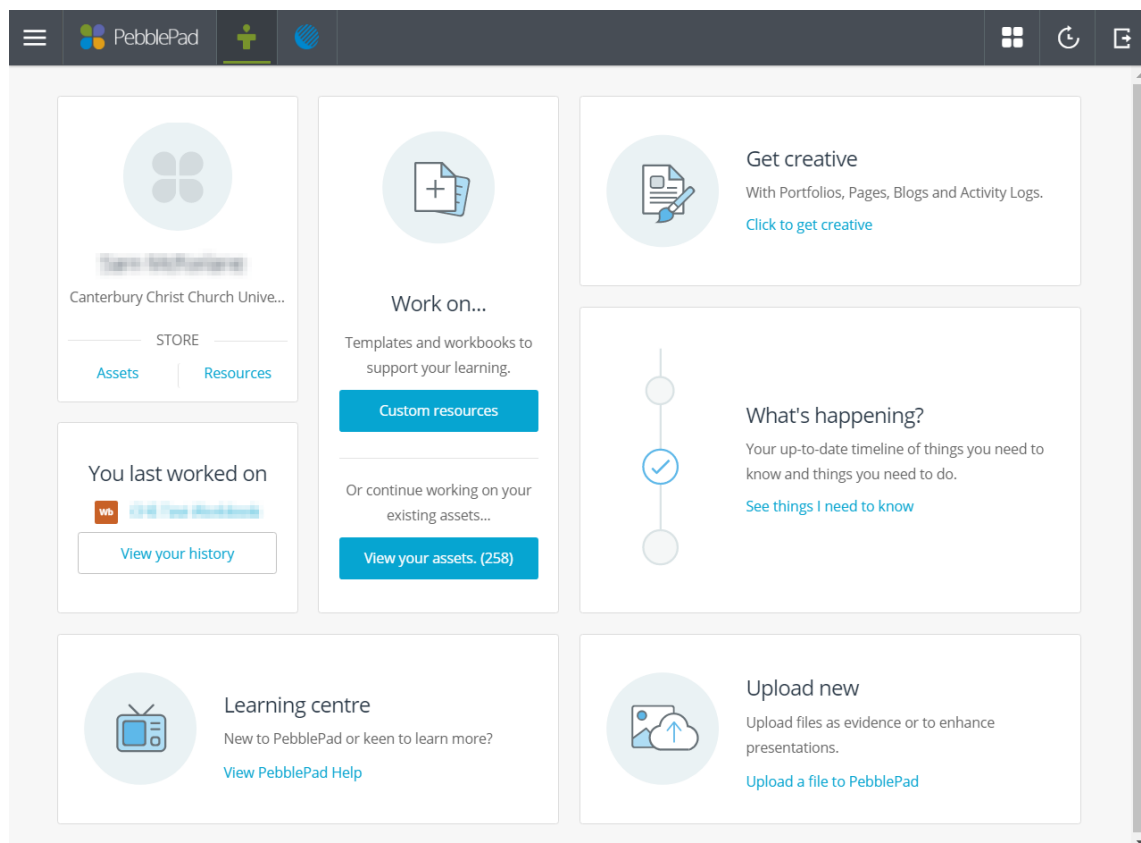 PebblePad
Canterbury Christ Church Unive...
STORE
Assets
Resources
You last worked on
Wb
View your history
Work on...
Templates and workbooks to
support your learning.
Custom resources
Or continue working on your
existing assets...
View your assets. (258)
Get creative
With Portfolios, Pages, Blogs and Activity Logs.
Click to get creative
What's happening?
Your up-to-date timeline of things you need to
know and things you need to do.
See things I need to know
Learning centre
New to PebblePad or keen to learn more?
View PebblePad Help
Upload new
Upload files as evidence or to enhance
presentations.
Upload a file to PebblePad